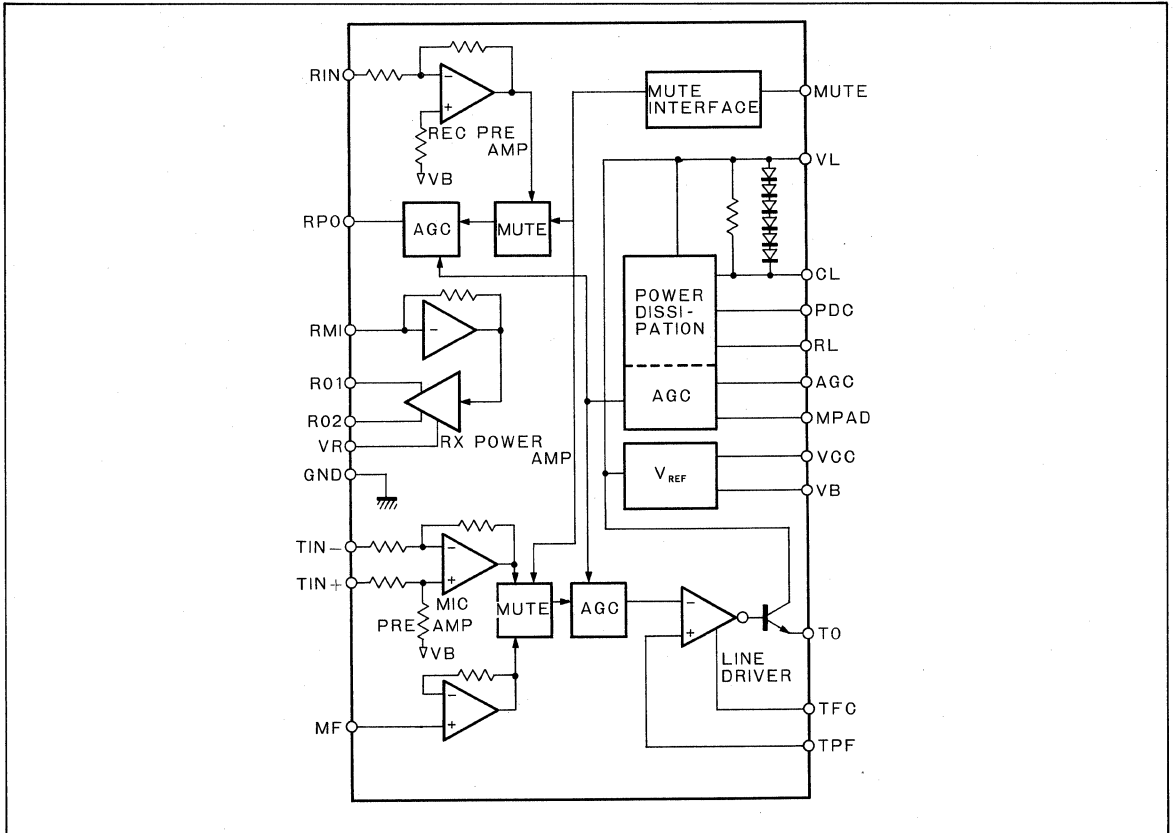 RIN
REC PRE
AMP
VB
MUTE
INTERFACE
MUTE
VL
RPO
AGC
MUTE
CL
POWER
DISSI-
PATION
PDC
RMI
RL
RO1
AGC
AGC
RO2
MPAD
VR
RX POWER
AMP
VCC
GND
VREF
VB
TIN−
TIN+
MIC
PRE AMP
VB
MUTE
AGC
TO
LINE
DRIVER
TFC
MF
TPF